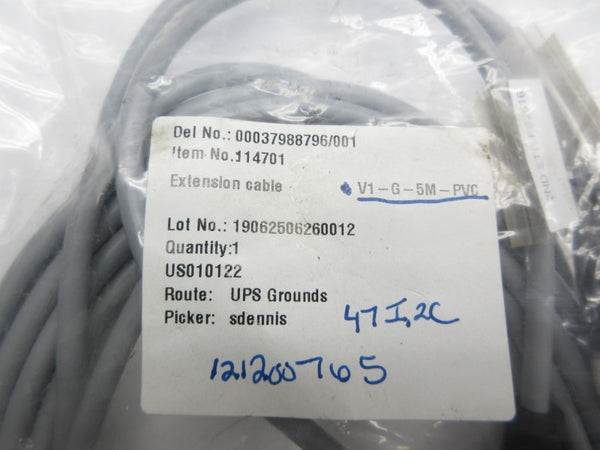 Del No.: 00037988796/001
Item No.:114701
Extension cable V1-G-5M-PVC
Lot No.: 19062506260012
Quantity:1
US010122
Route: UPS Grounds
Picker: sdennis
47I,2C
121200765